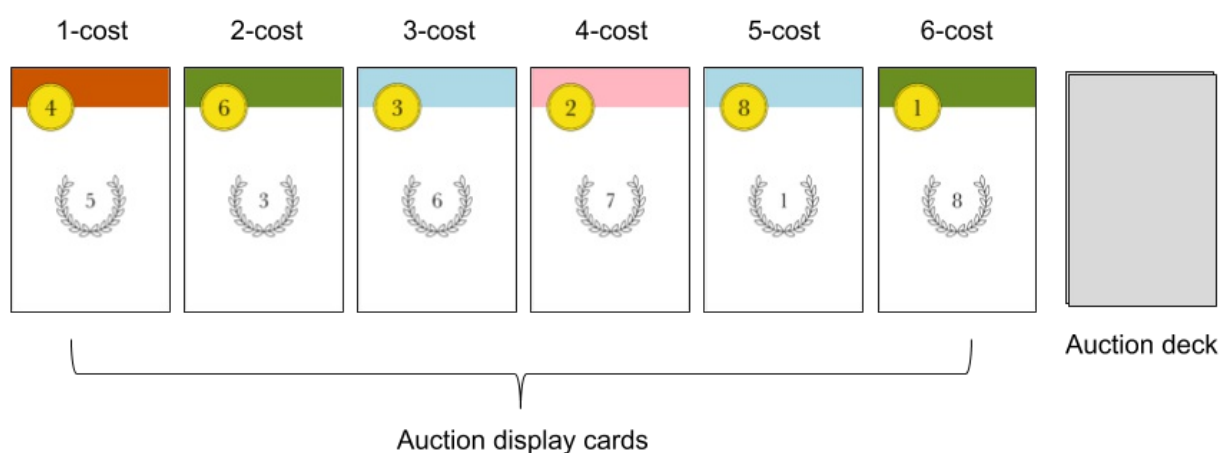 1-cost 2-cost 3-cost 4-cost 5-cost 6-cost
4 6 3 2 8 1
5 3 6 7 1 8
Auction deck
Auction display cards